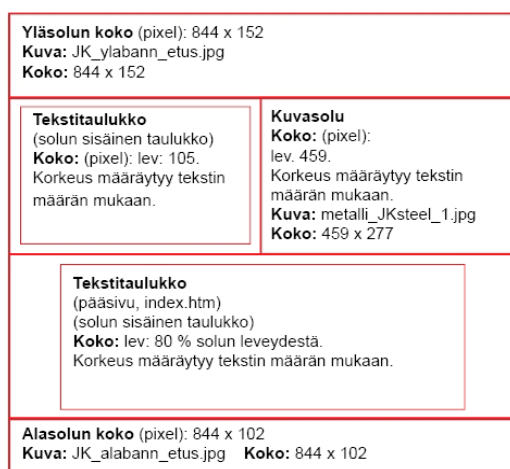 Yläsolun koko (pixel): 844 x 152
Kuva: JK_ylabann_etus.jpg
Koko: 844 x 152
Tekstitaulukko
(solun sisäinen taulukko)
Koko: (pixel): lev: 105.
Korkeus määräytyy tekstin
määrän mukaan.
Kuvasolu
Koko: (pixel):
lev. 459.
Korkeus määräytyy tekstin
määrän mukaan.
Kuva: metalli_JKsteel_1.jpg
Koko: 459 x 277
Tekstitaulukko
(pääsivu, index.htm)
(solun sisäinen taulukko)
Koko: lev: 80 % solun leveydestä.
Korkeus määräytyy tekstin määrän mukaan.
Alasolun koko (pixel): 844 x 102
Kuva: JK_alabann_etus.jpg Koko: 844 x 102